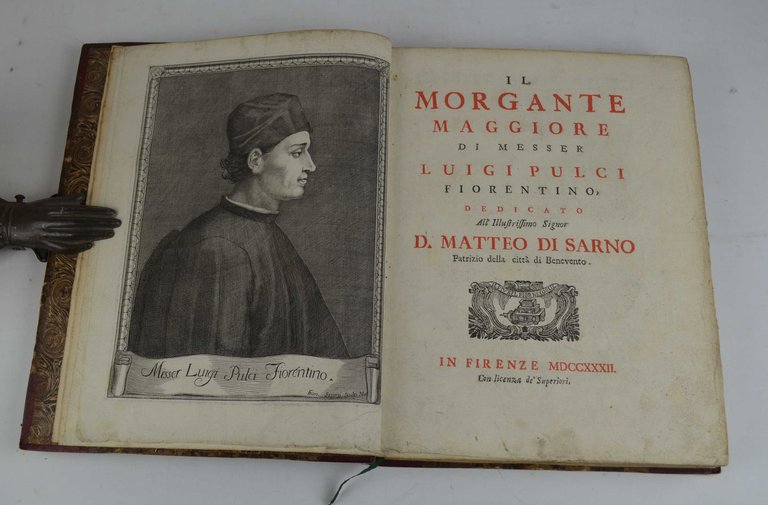 Messer Luigi Pulci Fiorentino.
IL
MORGANTE
MAGGIORE
DI MESSER
LUIGI PULCI
FIORENTINO,
DEDICATO
All' Illustrissimo Signor
D. MATTEO DI SARNO
Patrizio della città di Benevento.
IN FIRENZE MDCCXXXII.
Con licenza de' Superiori.